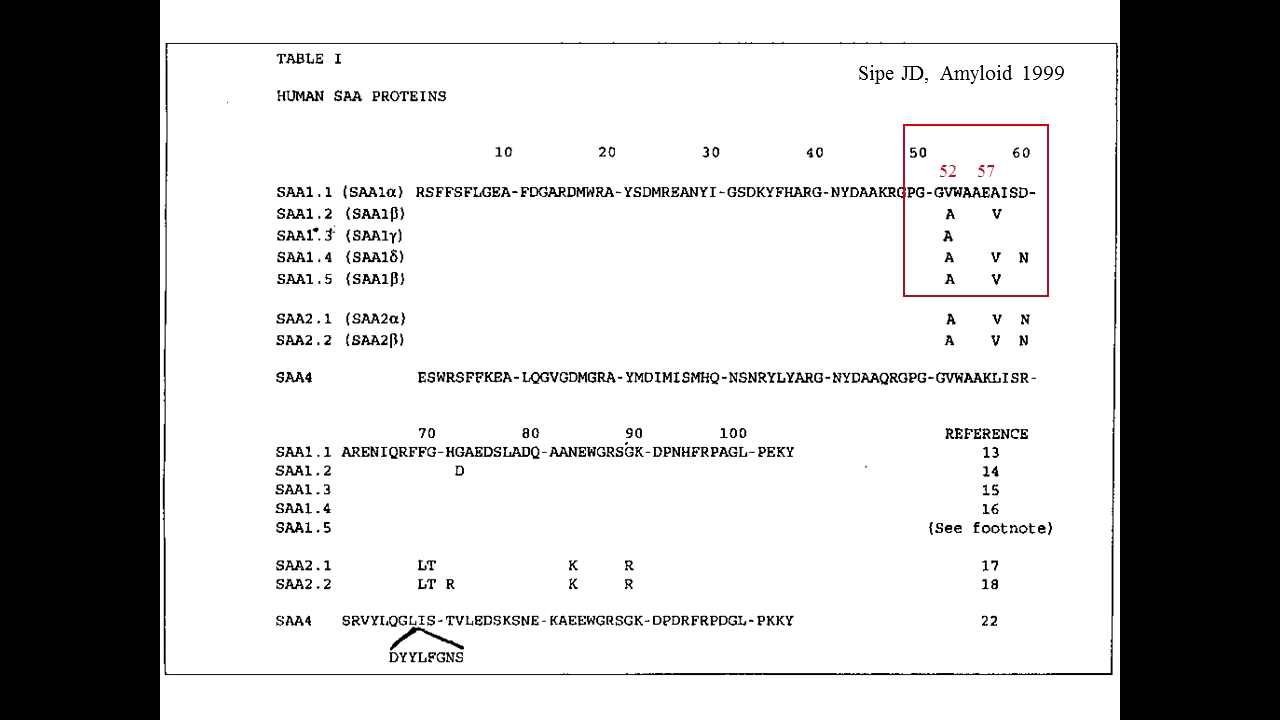 TABLE I
Sipe JD, Amyloid 1999
HUMAN SAA PROTEINS
10 20 30 40 50 60
52 57
SAA1.1 (SAA1α) RSFFSFLGEA-FDGARDMWRA-YSDMREANYI-GSDKYFHARG-NYDAAKRGPG-GVWAAEAISD-
SAA1.2 (SAA1β) A V
SAA1.3 (SAA1γ) A
SAA1.4 (SAA1δ) A V N
SAA1.5 (SAA1β) A V
SAA2.1 (SAA2α) A V N
SAA2.2 (SAA2β) A V N
SAA4 ESWRSFFKEA-LQGVGDMGRA-YMDIMISMHQ-NSNRYLYARG-NYDAAQRGPG-GVWAAKLISR-
70 80 90 100 REFERENCE
SAA1.1 ARENIQRFFG-HGAEDSLADQ-AANEWGRSGK-DPNHFRPAGL-PEKY 13
SAA1.2 D 14
SAA1.3 15
SAA1.4 16
SAA1.5 (See footnote)
SAA2.1 LT K R 17
SAA2.2 LT R K R 18
SAA4 SRVYLQGLIS-TVLEDSKSNE-KAEEWGRSGK-DPDRFRPDGL-PKKY 22
DYYLFGNS